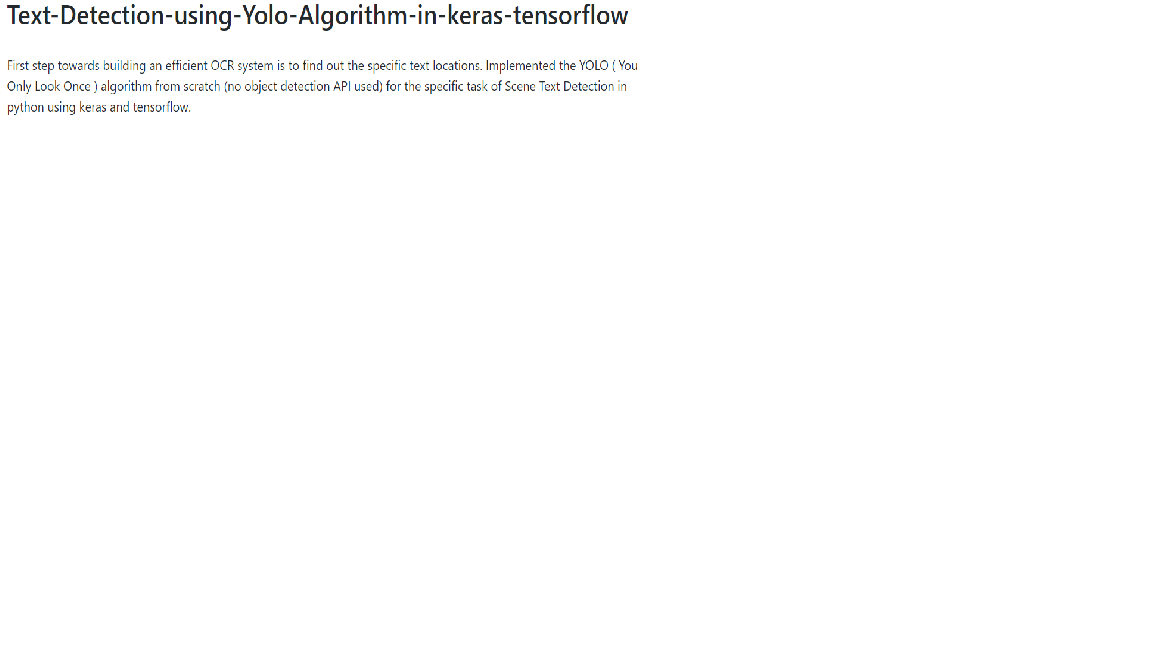 Text-Detection-using-Yolo-Algorithm-in-keras-tensorflow
First step towards building an efficient OCR system is to find out the specific text locations. Implemented the YOLO ( You
Only Look Once ) algorithm from scratch (no object detection API used) for the specific task of Scene Text Detection in
python using keras and tensorflow.